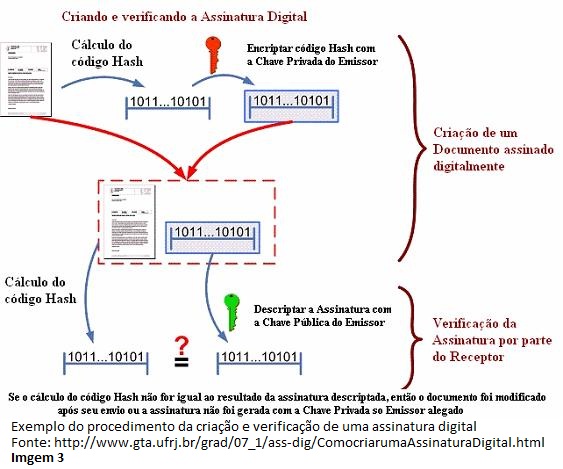 Criando e verificando a Assinatura Digital
Cálculo do
código Hash
Encriptar código Hash com
a Chave Privada do Emissor
1011...10101
1011...10101
Criação de um
Documento assinado
digitalmente
1011...10101
Cálculo do
código Hash
Descriptar a Assinatura com
a Chave Pública do Emissor
Verificação da
Assinatura por parte
do Receptor
?
1011...10101 = 1011...10101
Se o cálculo do código Hash não for igual ao resultado da assinatura descriptada, então o documento foi modificado
após seu envio ou a assinatura não foi gerada com a Chave Privada so Emissor alegado
Exemplo do procedimento da criação e verificação de uma assinatura digital
Fonte: http://www.gta.ufrj.br/grad/07_1/ass-dig/ComocriarumaAssinaturaDigital.html
Imgem 3